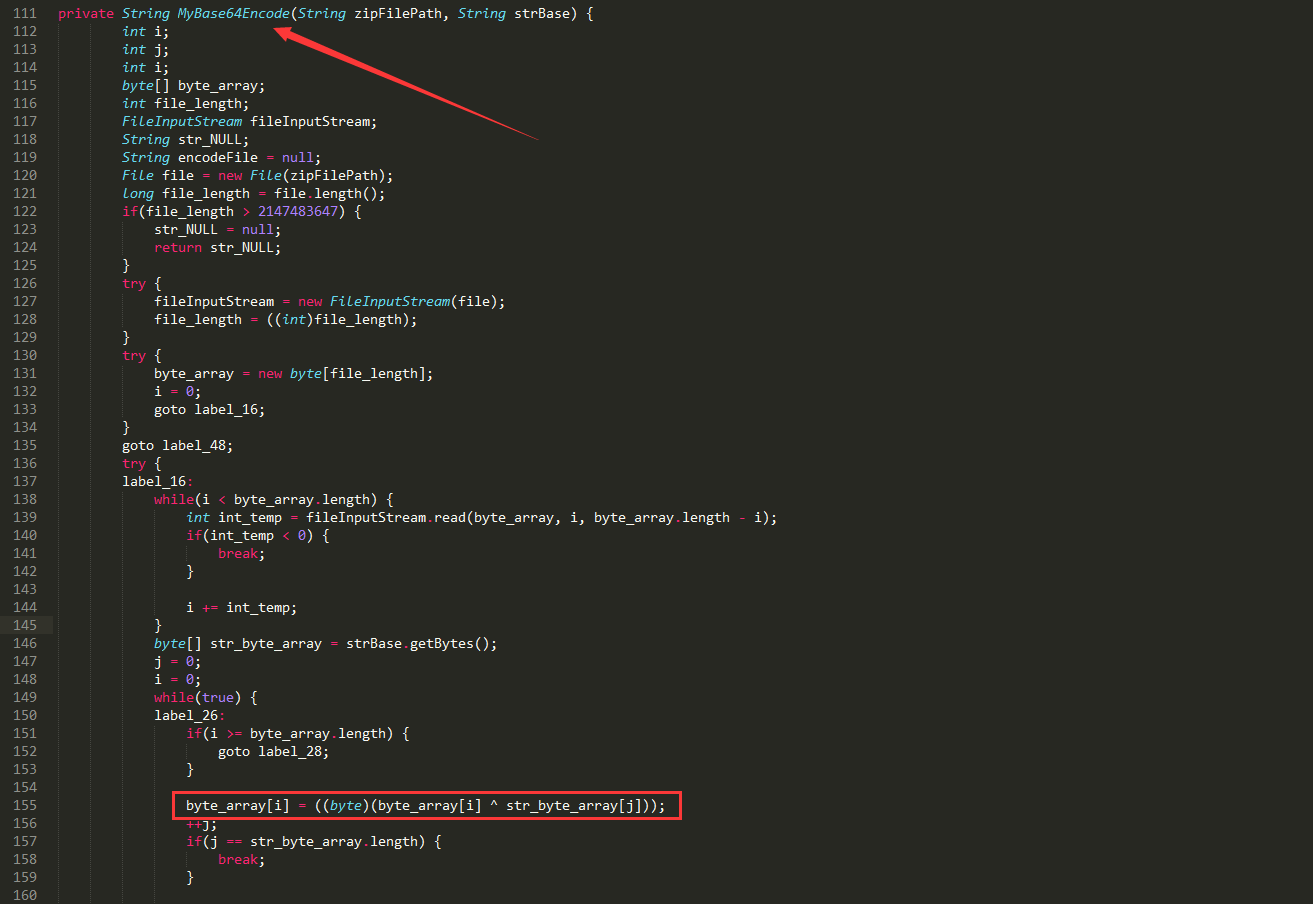 111 private String MyBase64Encode(String zipFilePath, String strBase) {
112 int i;
113 int j;
114 int i;
115 byte[] byte_array;
116 int file_length;
117 FileInputStream fileInputStream;
118 String str_NULL;
119 String encodeFile = null;
120 File file = new File(zipFilePath);
121 long file_length = file.length();
122 if(file_length > 2147483647) {
123 str_NULL = null;
124 return str_NULL;
125 }
126 try {
127 fileInputStream = new FileInputStream(file);
128 file_length = ((int)file_length);
129 }
130 try {
131 byte_array = new byte[file_length];
132 i = 0;
133 goto label_16;
134 }
135 goto label_48;
136 try {
137 label_16:
138 while(i < byte_array.length) {
139 int int_temp = fileInputStream.read(byte_array, i, byte_array.length - i);
140 if(int_temp < 0) {
141 break;
142 }
143
144 i += int_temp;
145 }
146 byte[] str_byte_array = strBase.getBytes();
147 j = 0;
148 i = 0;
149 while(true) {
150 label_26:
151 if(i >= byte_array.length) {
152 goto label_28;
153 }
154
155 byte_array[i] = ((byte)(byte_array[i] ^ str_byte_array[j]));
156 ++j;
157 if(j == str_byte_array.length) {
158 break;
159 }
160